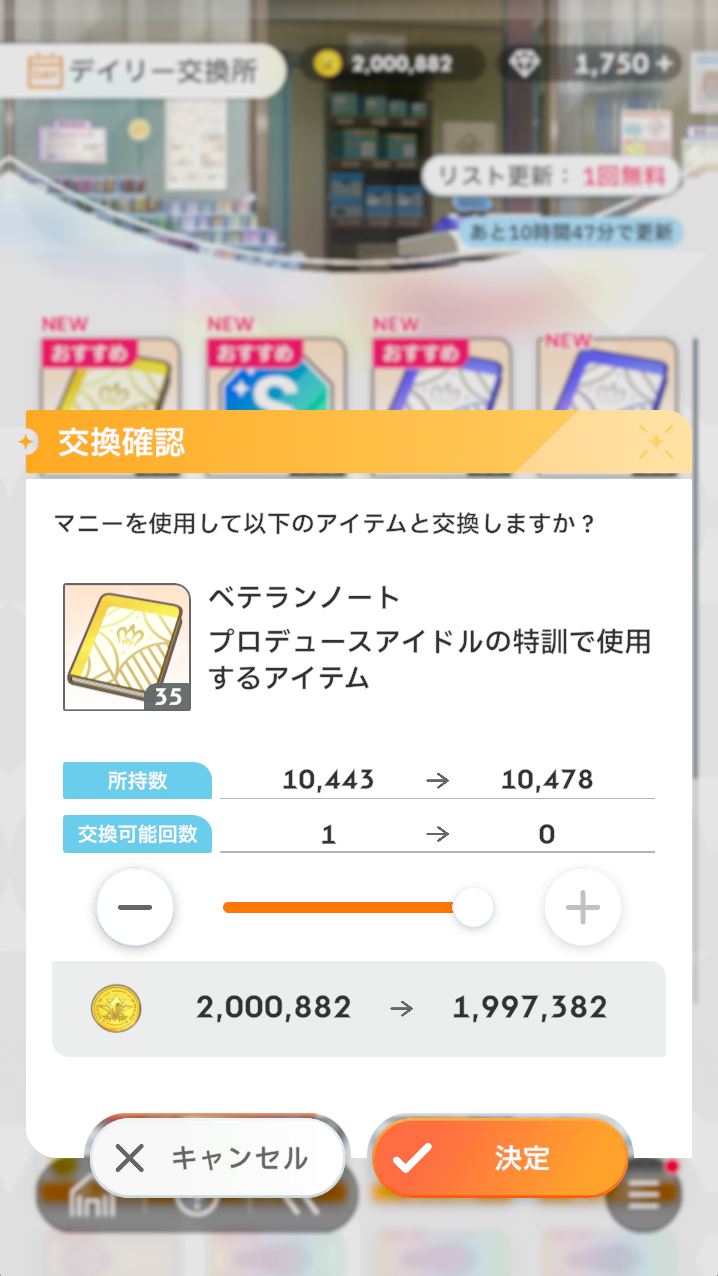 デイリー交換所
2,000,882
1,750 +
リスト更新： 1回無料
あと10時間47分で更新
NEW
NEW
NEW
NEW
おすすめ
おすすめ
おすすめ
S
交換確認
マニーを使用して以下のアイテムと交換しますか？
ベテランノート
プロデュースアイドルの特訓で使用
するアイテム
35
所持数 10,443 → 10,478
交換可能回数 1 → 0
2,000,882 → 1,997,382
キャンセル
決定